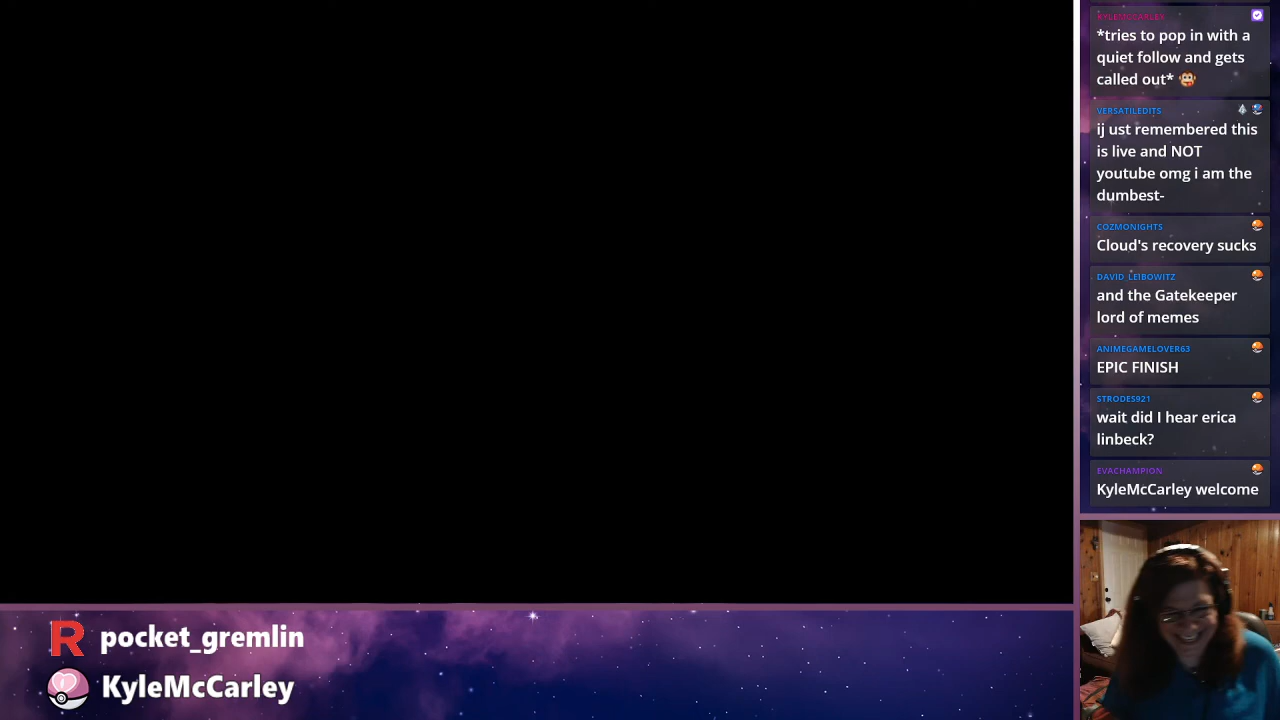 KYLEMCCARLEY
*tries to pop in with a
quiet follow and gets
called out*
VERSATILEDITS
ij ust remembered this
is live and NOT
youtube omg i am the
dumbest-
COZMONIGHTS
Cloud's recovery sucks
DAVID_LEIBOWITZ
and the Gatekeeper
lord of memes
ANIMEGAMELOVER63
EPIC FINISH
STRODES921
wait did I hear erica
linbeck?
EVACHAMPION
KyleMcCarley welcome
R pocket_gremlin
KyleMcCarley